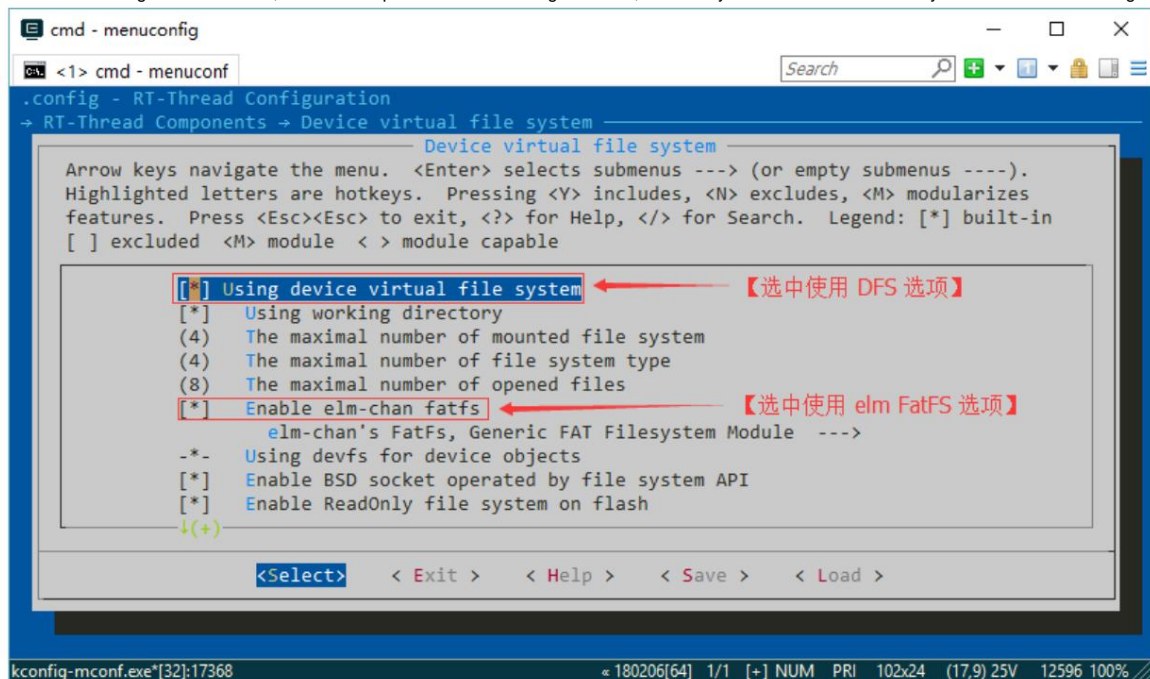 cmd - menuconfig
<1> cmd - menuconf
Search
.config - RT-Thread Configuration
→ RT-Thread Components → Device virtual file system
Device virtual file system
Arrow keys navigate the menu.  <Enter> selects submenus ---> (or empty submenus ----).
Highlighted letters are hotkeys.  Pressing <Y> includes, <N> excludes, <M> modularizes
features.  Press <Esc><Esc> to exit, <?> for Help, </> for Search.  Legend: [*] built-in
[ ] excluded  <M> module  < > module capable
[*] Using device virtual file system 【选中使用 DFS 选项】
[*]   Using working directory
(4)   The maximal number of mounted file system
(4)   The maximal number of file system type
(8)   The maximal number of opened files
[*]   Enable elm-chan fatfs 【选中使用 elm FatFS 选项】
elm-chan's FatFs, Generic FAT Filesystem Module  --->
-*-   Using devfs for device objects
[*]   Enable BSD socket operated by file system API
[*]   Enable ReadOnly file system on flash
↓(+)
<Select>    < Exit >    < Help >    < Save >    < Load >
kconfig-mconf.exe*[32]:17368 « 180206[64] 1/1 [+] NUM PRI 102x24 (17,9) 25V 12596 100%